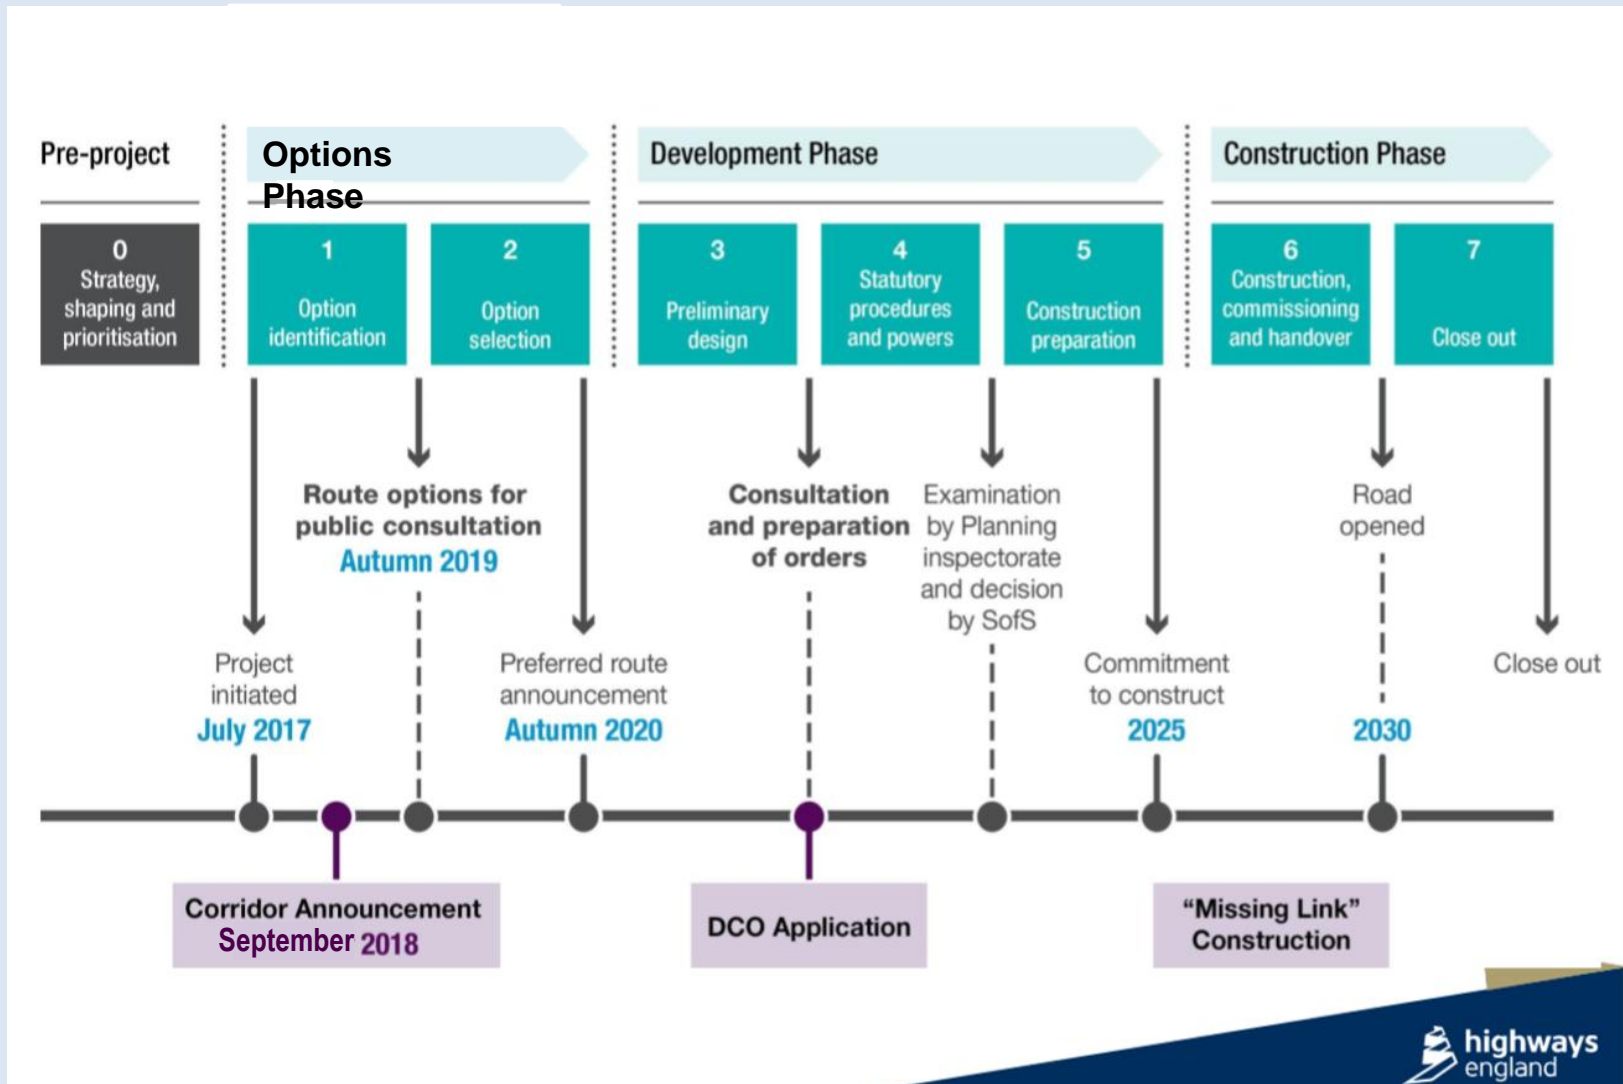 Pre-project
Options
Phase
Development Phase
Construction Phase
0
Strategy,
shaping and
prioritisation
1
Option
identification
2
Option
selection
3
Preliminary
design
4
Statutory
procedures
and powers
5
Construction
preparation
6
Construction,
commissioning
and handover
7
Close out
Route options for
public consultation
Autumn 2019
Consultation
and preparation
of orders
Examination
by Planning
inspectorate
and decision
by SofS
Road
opened
Project
initiated
July 2017
Preferred route
announcement
Autumn 2020
Commitment
to construct
2025
2030
Close out
Corridor Announcement
September 2018
DCO Application
“Missing Link”
Construction
highways
england